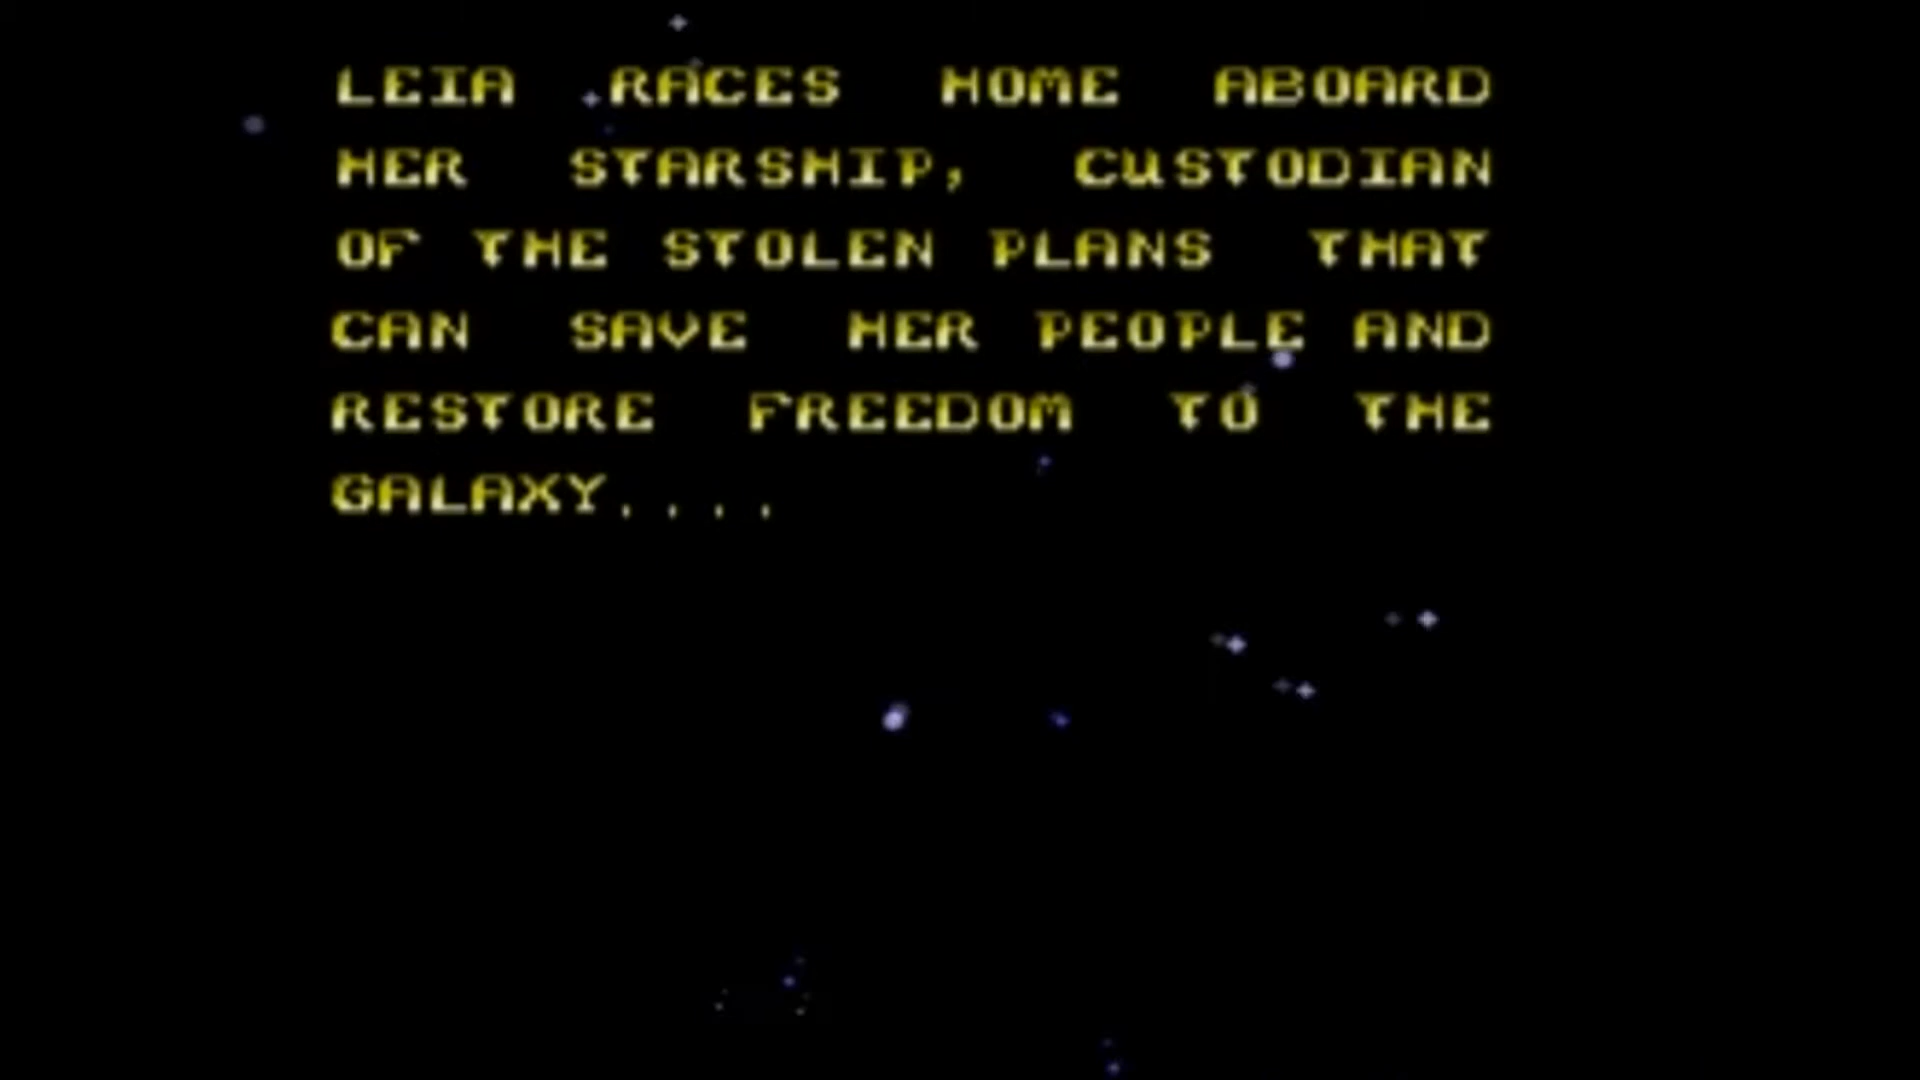 LEIA RACES HOME ABOARD
HER STARSHIP, CUSTODIAN
OF THE STOLEN PLANS THAT
CAN SAVE HER PEOPLE AND
RESTORE FREEDOM TO THE
GALAXY....